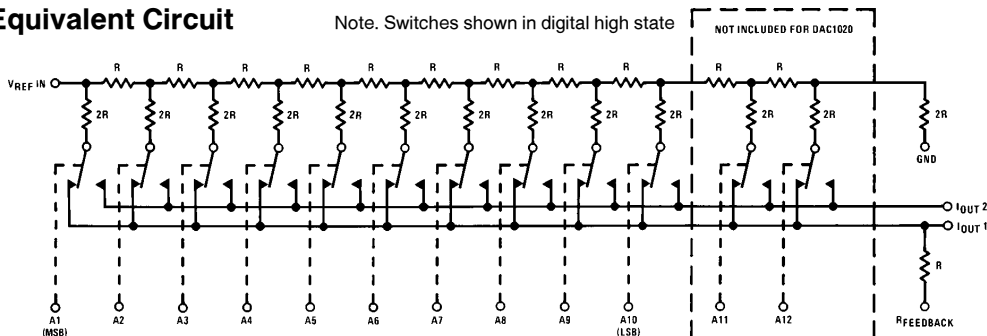 Equivalent Circuit
Note. Switches shown in digital high state
NOT INCLUDED FOR DAC1020
R R R R R R R R R R R
VREF IN
2R 2R 2R 2R 2R 2R 2R 2R 2R 2R 2R 2R 2R
GND
IOUT 2
IOUT 1
R
A1 A2 A3 A4 A5 A6 A7 A8 A9 A10 A11 A12 RFEEDBACK
(MSB) (LSB)